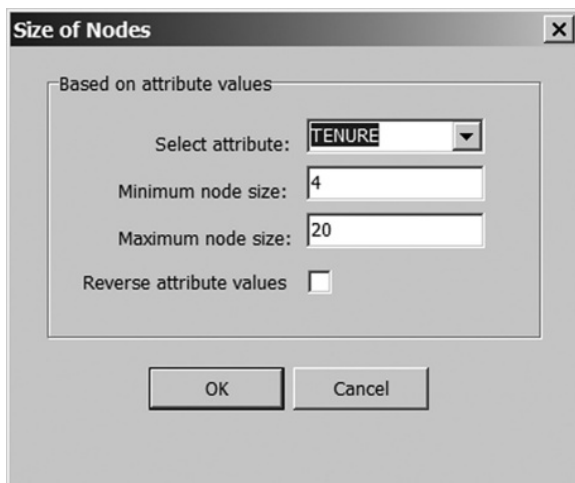 Size of Nodes
Based on attribute values
Select attribute: TENURE
Minimum node size: 4
Maximum node size: 20
Reverse attribute values
OK Cancel